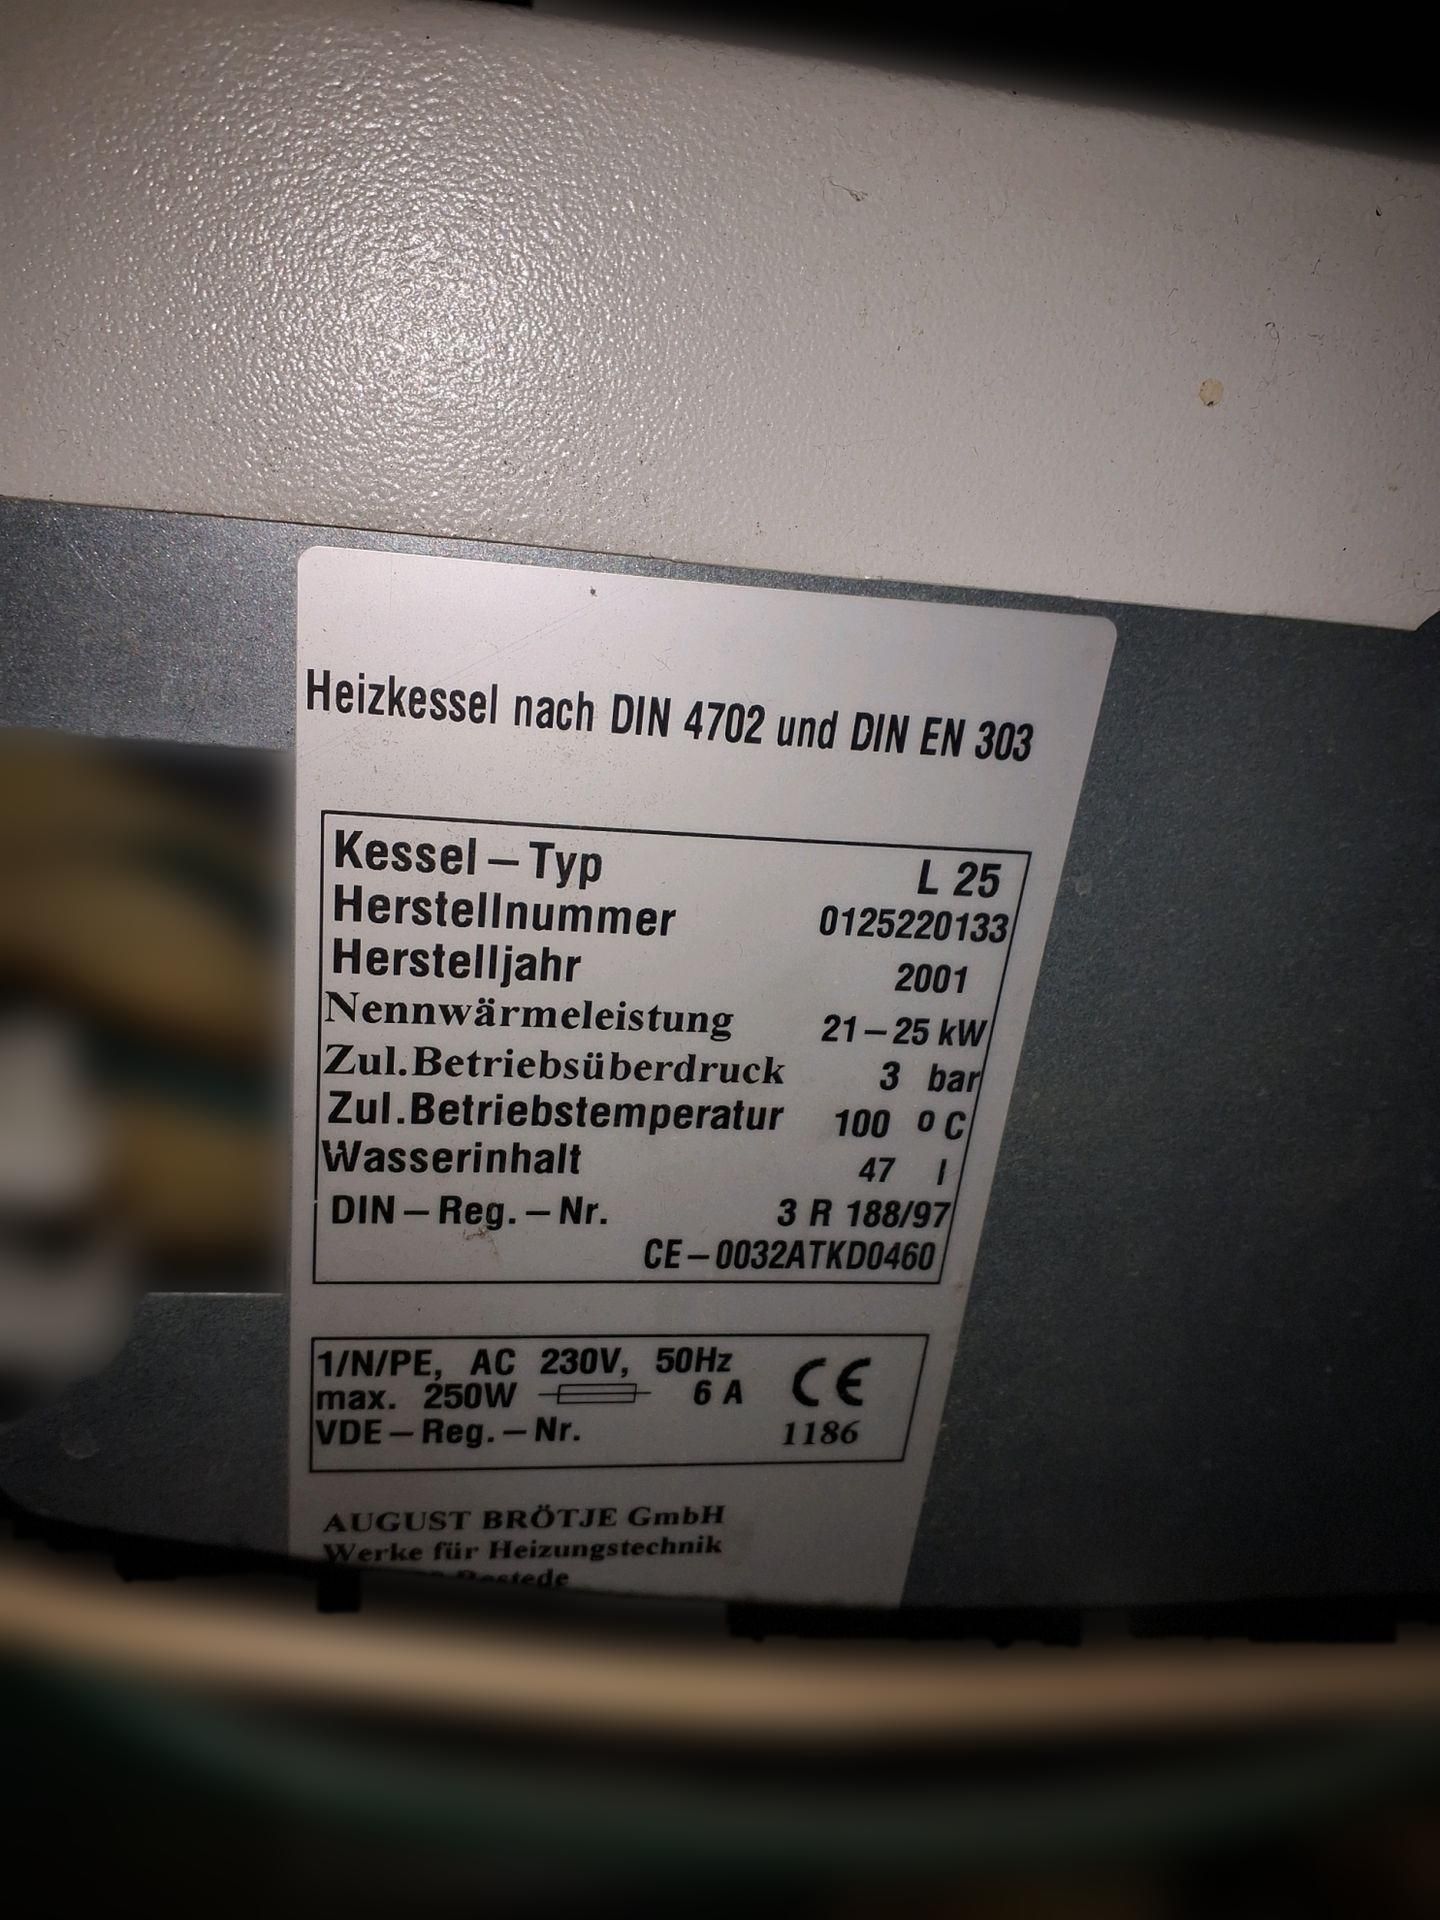 Heizkessel nach DIN 4702 und DIN EN 303
Kessel – Typ L 25
Herstellnummer 0125220133
Herstelljahr 2001
Nennwärmeleistung 21 – 25 kW
Zul.Betriebsüberdruck 3 bar
Zul.Betriebstemperatur 100 °C
Wasserinhalt 47 l
DIN – Reg. – Nr. 3 R 188/97
CE – 0032ATKD0460
1/N/PE, AC 230V, 50Hz CE
max. 250W 6 A
VDE – Reg. – Nr. 1186
AUGUST BRÖTJE GmbH
Werke für Heizungstechnik